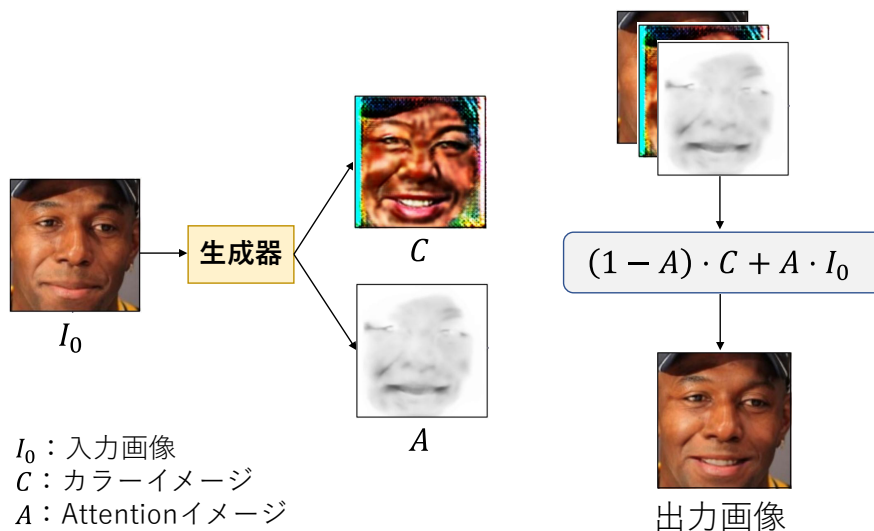 I₀
生成器
C
A
I₀：入力画像
C：カラーイメージ
A：Attentionイメージ
(1 − A) · C + A · I₀
出力画像